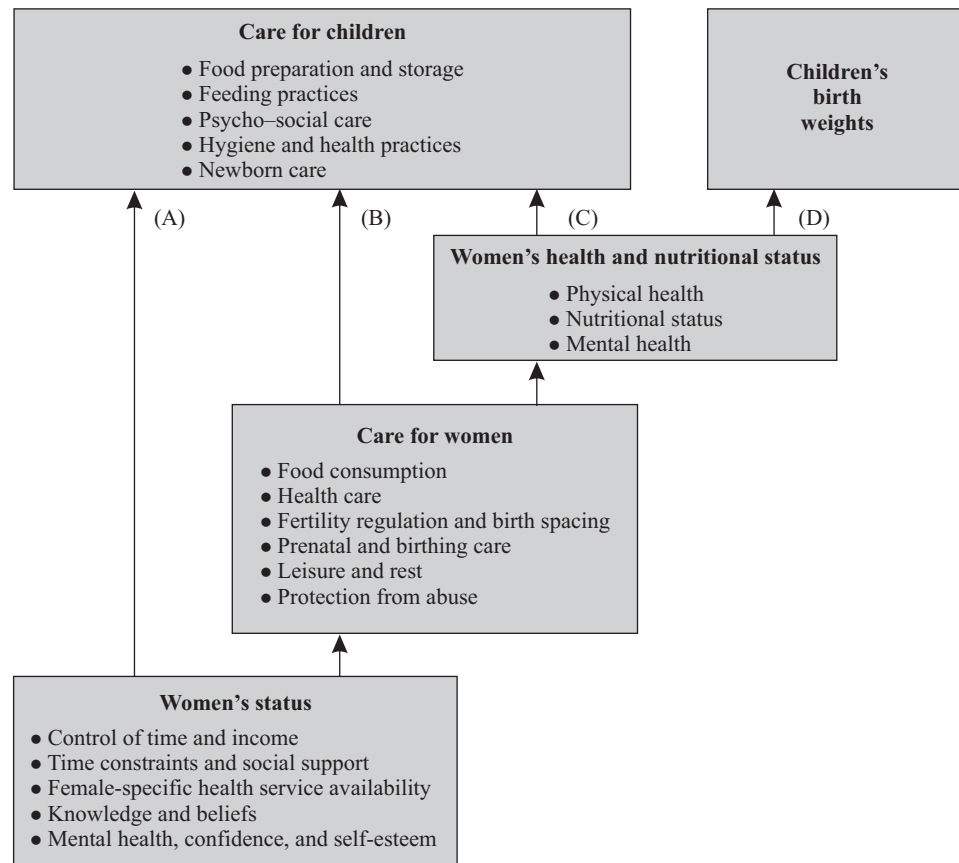 Care for children
● Food preparation and storage
● Feeding practices
● Psycho–social care
● Hygiene and health practices
● Newborn care
Children’s
birth
weights
(A)
(B)
(C)
(D)
Women’s health and nutritional status
● Physical health
● Nutritional status
● Mental health
Care for women
● Food consumption
● Health care
● Fertility regulation and birth spacing
● Prenatal and birthing care
● Leisure and rest
● Protection from abuse
Women’s status
● Control of time and income
● Time constraints and social support
● Female-specific health service availability
● Knowledge and beliefs
● Mental health, confidence, and self-esteem